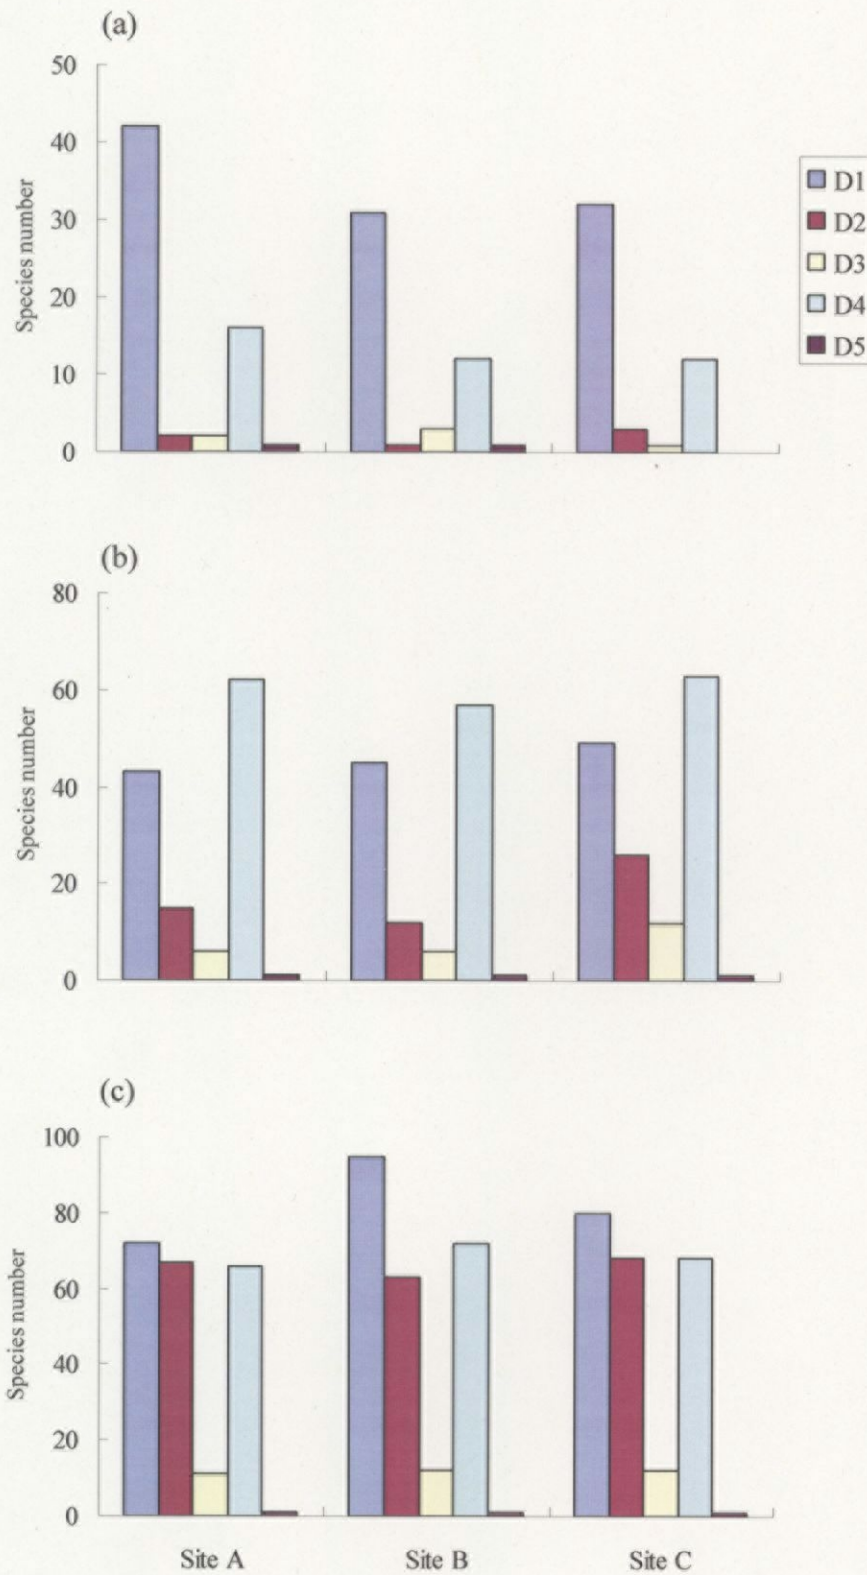 (a)
50
40
30
20
10
0
Species number
D1
D2
D3
D4
D5
(b)
80
60
40
20
0
Species number
(c)
100
80
60
40
20
0
Species number
Site A Site B Site C